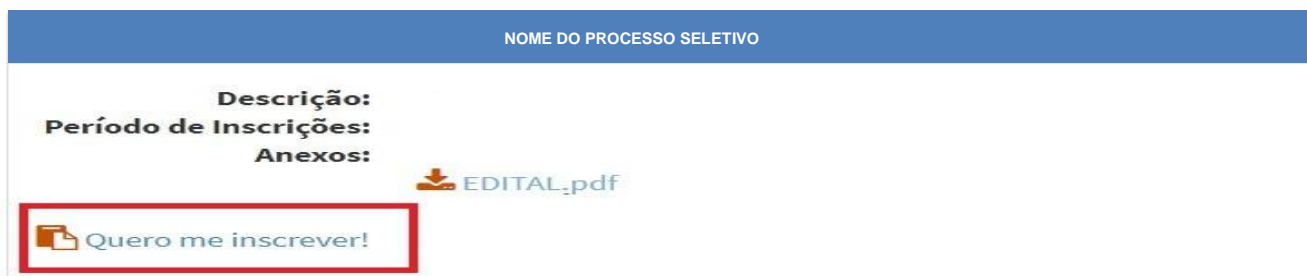 NOME DO PROCESSO SELETIVO
Descrição:
Período de Inscrições:
Anexos:
EDITAL.pdf
Quero me inscrever!